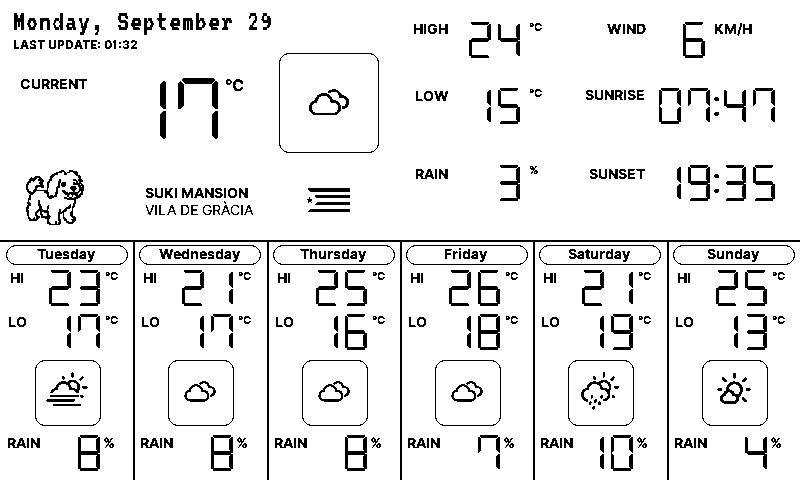 Monday, September 29
LAST UPDATE: 01:32
CURRENT 17 °C
SUKI MANSION
VILA DE GRÀCIA
HIGH 24 °C
LOW 15 °C
RAIN 3 %
WIND 6 KM/H
SUNRISE 07:47
SUNSET 19:35
Tuesday
HI 23 °C
LO 17 °C
RAIN 8 %
Wednesday
HI 21 °C
LO 17 °C
RAIN 8 %
Thursday
HI 25 °C
LO 16 °C
RAIN 8 %
Friday
HI 26 °C
LO 18 °C
RAIN 7 %
Saturday
HI 21 °C
LO 19 °C
RAIN 10 %
Sunday
HI 25 °C
LO 13 °C
RAIN 4 %